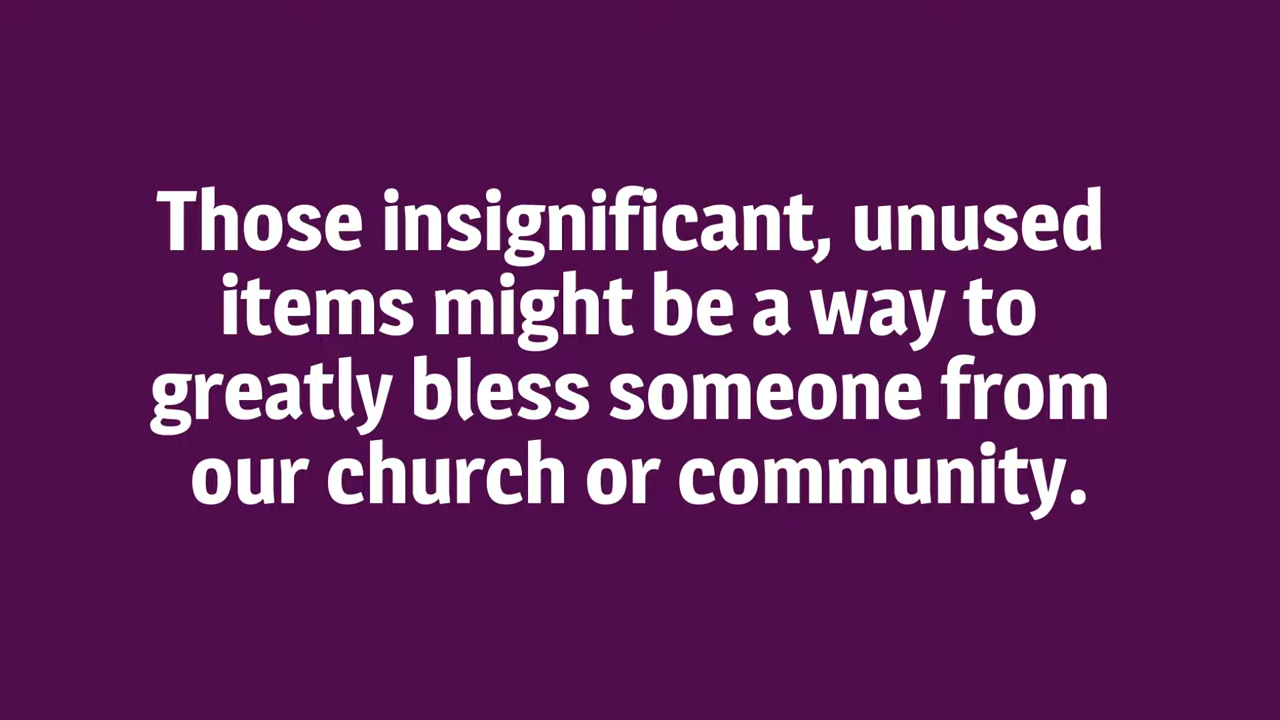 Those insignificant, unused
items might be a way to
greatly bless someone from
our church or community.